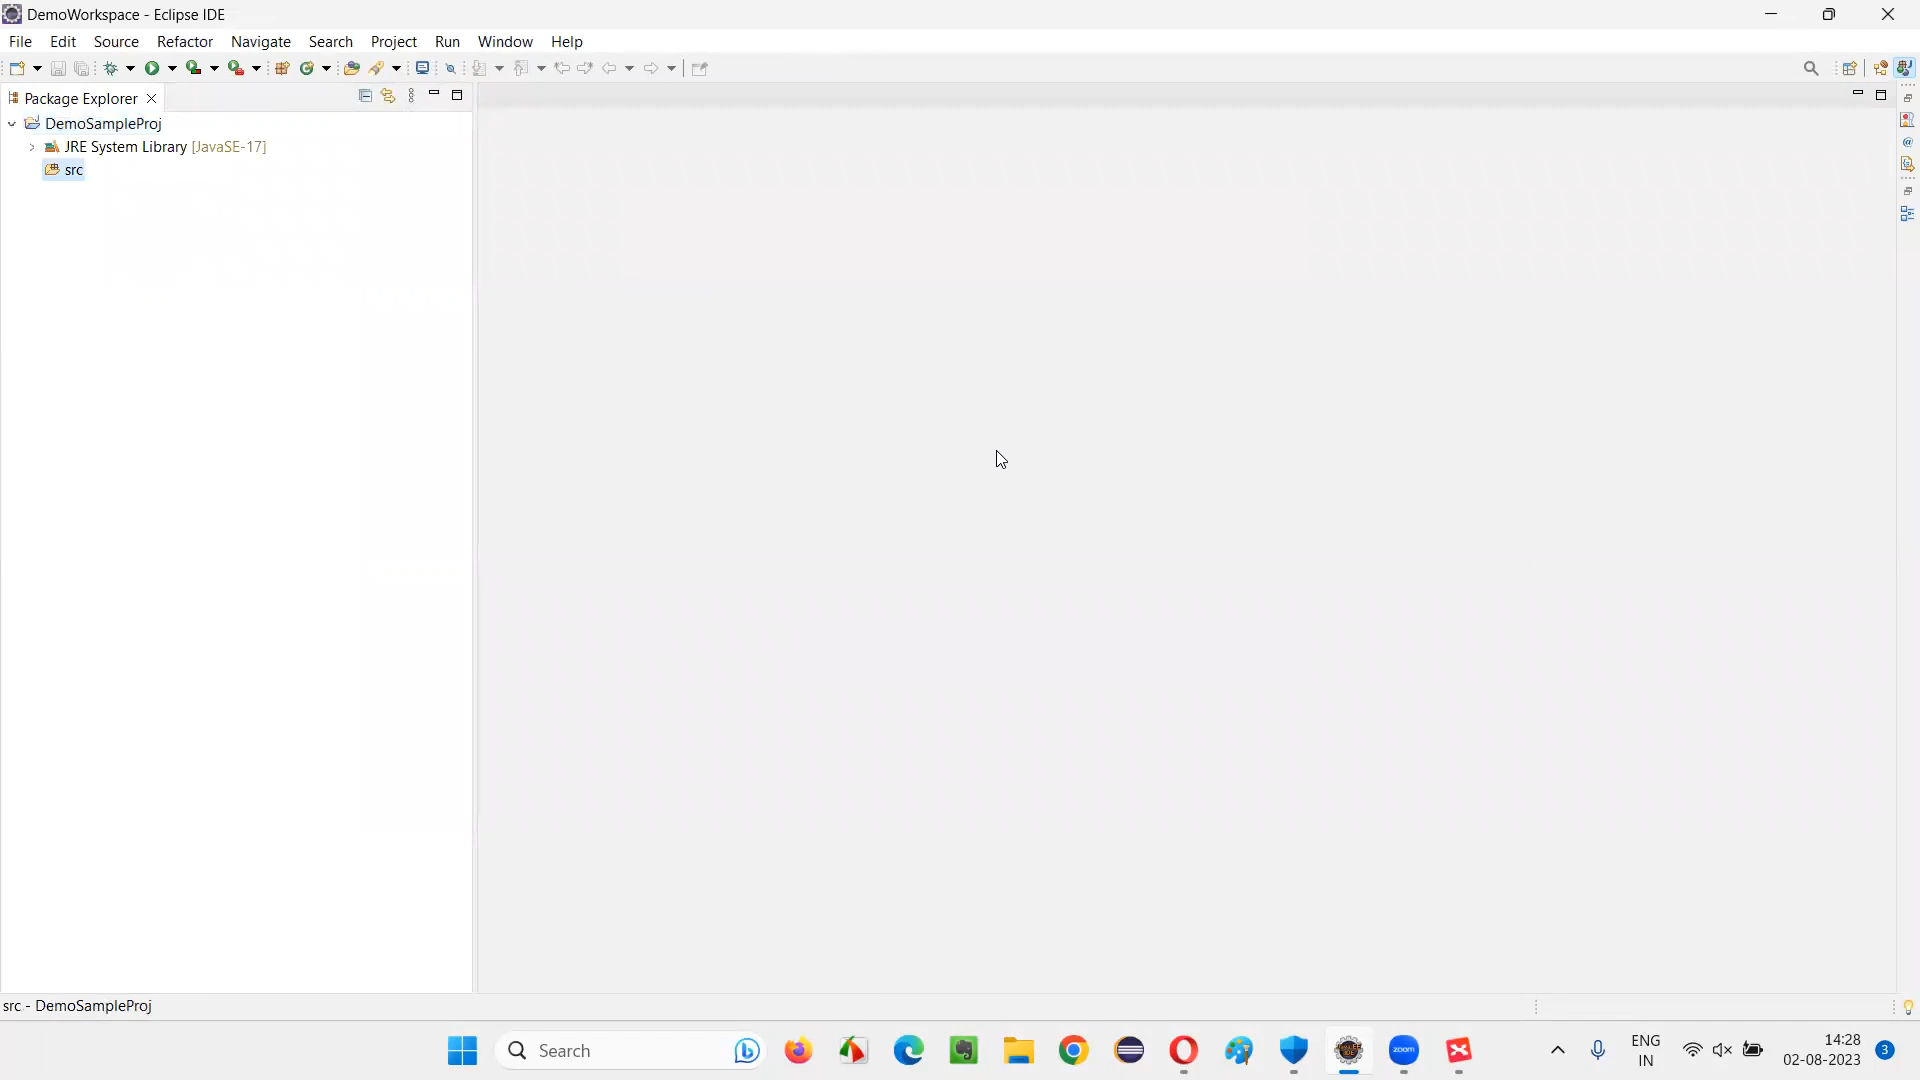 DemoWorkspace - Eclipse IDE
File Edit Source Refactor Navigate Search Project Run Window Help
Package Explorer
DemoSampleProj
JRE System Library [JavaSE-17]
src
src - DemoSampleProj
Search
zoom
ENG
IN
14:28
02-08-2023
3